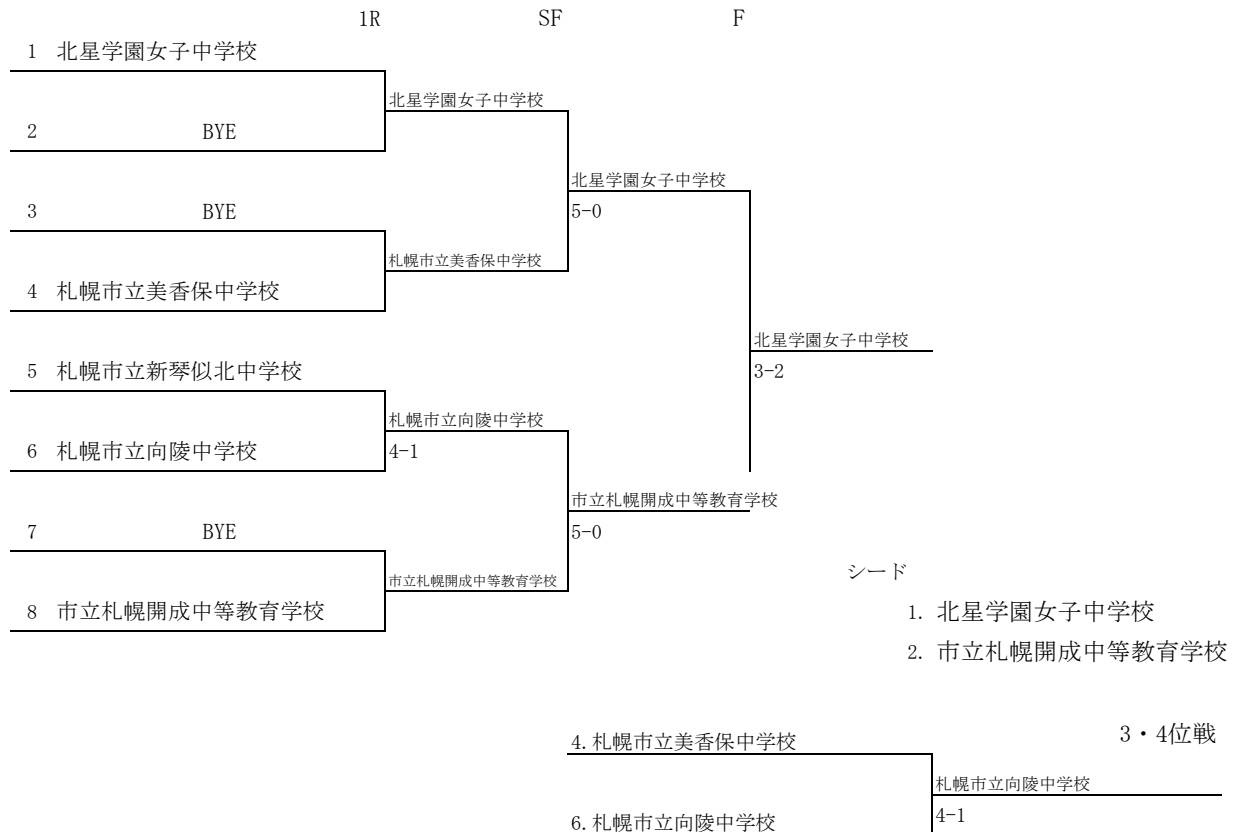 1R SF F
1 北星学園女子中学校
北星学園女子中学校
2 BYE
北星学園女子中学校
3 BYE
5-0
札幌市立美香保中学校
4 札幌市立美香保中学校
北星学園女子中学校
5 札幌市立新琴似北中学校
3-2
札幌市立向陵中学校
6 札幌市立向陵中学校
4-1
市立札幌開成中等教育学校
7 BYE
5-0
市立札幌開成中等教育学校
8 市立札幌開成中等教育学校
シード
1. 北星学園女子中学校
2. 市立札幌開成中等教育学校
3・4位戦
4. 札幌市立美香保中学校
札幌市立向陵中学校
6. 札幌市立向陵中学校
4-1